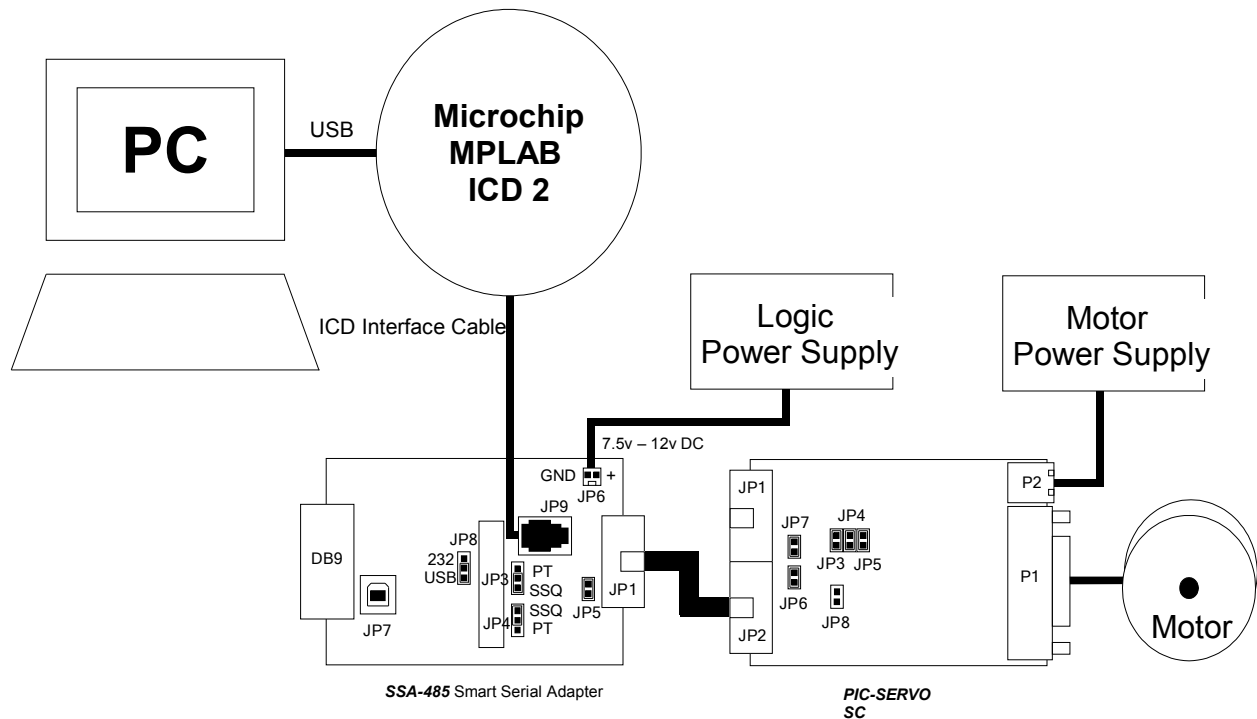 PC
USB
Microchip
MPLAB
ICD 2
ICD Interface Cable
Logic
Power Supply
Motor
Power Supply
7.5v – 12v DC
GND
+
JP6
JP9
DB9
JP7
JP8
232
USB
JP3
PT
SSQ
JP4
SSQ
PT
JP5
JP1
SSA-485 Smart Serial Adapter
JP1
JP2
JP7
JP6
JP4
JP3
JP5
JP8
P2
P1
Motor
PIC-SERVO
SC